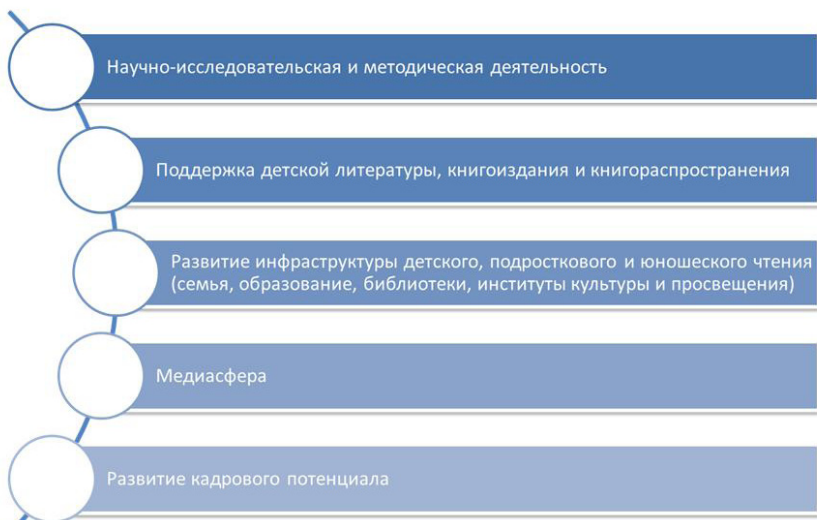 Научно-исследовательская и методическая деятельность
Поддержка детской литературы, книгоиздания и книгораспространения
Развитие инфраструктуры детского, подросткового и юношеского чтения
(семья, образование, библиотеки, институты культуры и просвещения)
Медиасфера
Развитие кадрового потенциала